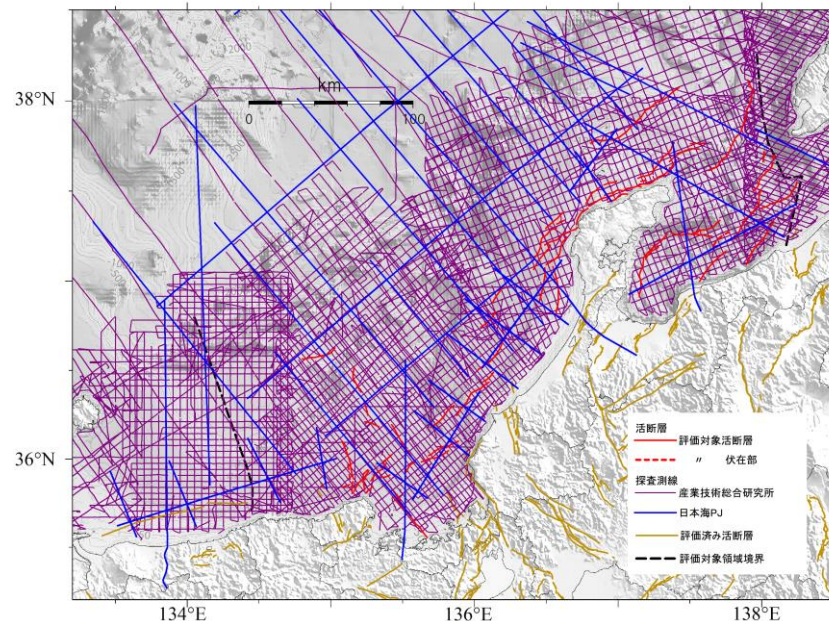 38°N
km
0
100
37°N
36°N
活断層
評価対象活断層
〃 伏在部
探査測線
産業技術総合研究所
日本海PJ
評価済み活断層
評価対象領域境界
134°E
136°E
138°E